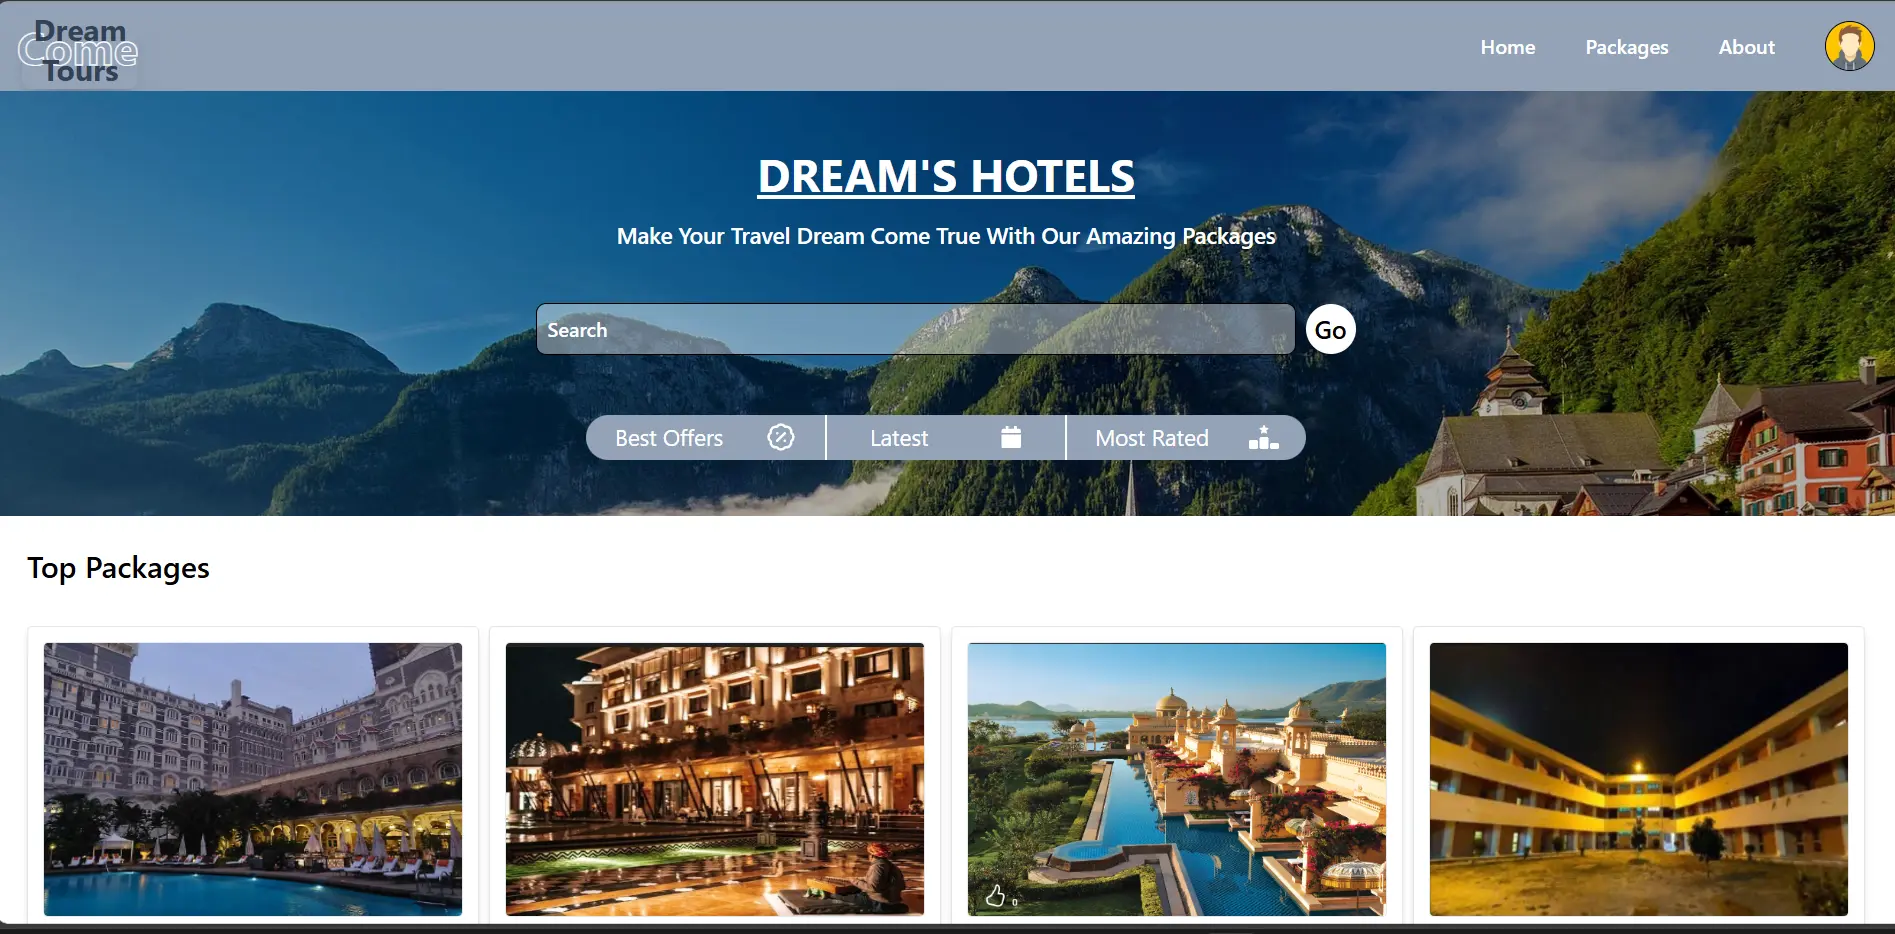 Dream
Come
Tours
Home
Packages
About
DREAM'S HOTELS
Make Your Travel Dream Come True With Our Amazing Packages
Search
Go
Best Offers
Latest
Most Rated
Top Packages
0